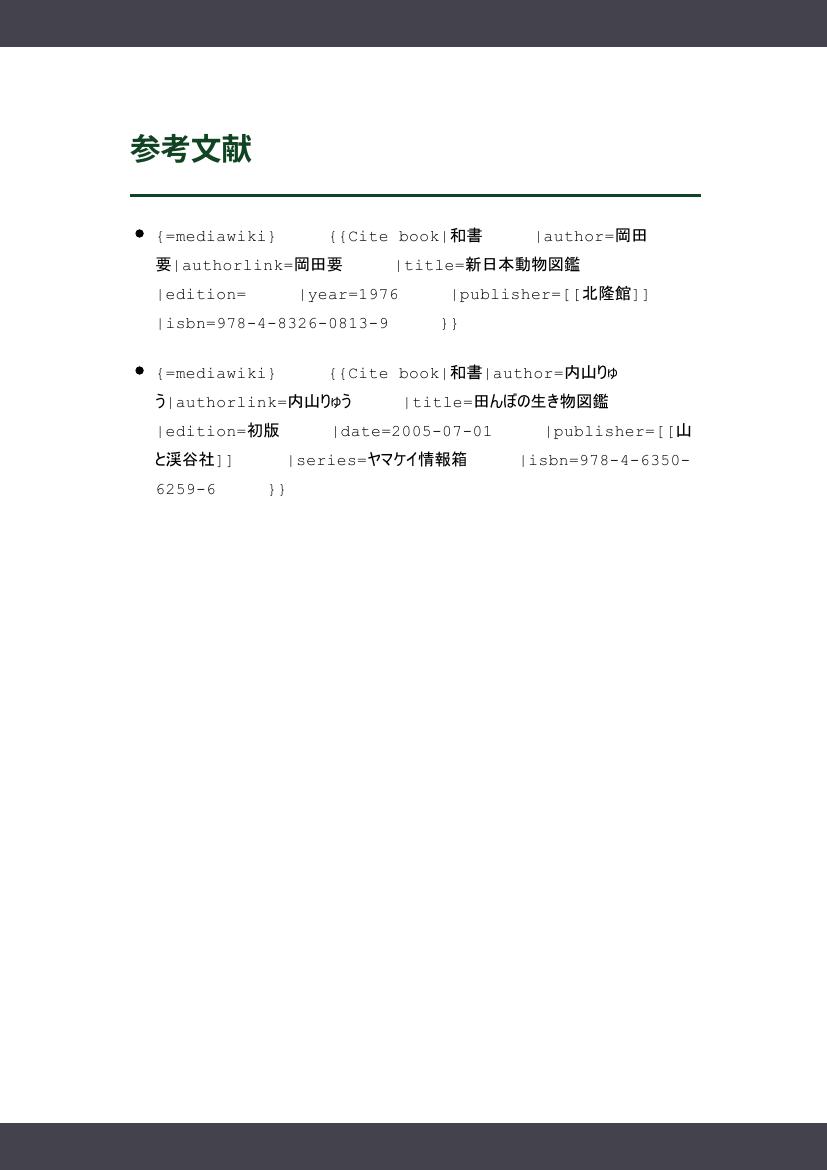 参考文献
{=mediawiki} {{Cite book|和書 |author=岡田
要|authorlink=岡田要 |title=新日本動物図鑑
|edition= |year=1976 |publisher=[[北隆館]]
|isbn=978-4-8326-0813-9 }}
{=mediawiki} {{Cite book|和書|author=内山りゅ
う|authorlink=内山りゅう |title=田んぼの生き物図鑑
|edition=初版 |date=2005-07-01 |publisher=[[山
と渓谷社]] |series=ヤマケイ情報箱 |isbn=978-4-6350-
6259-6 }}